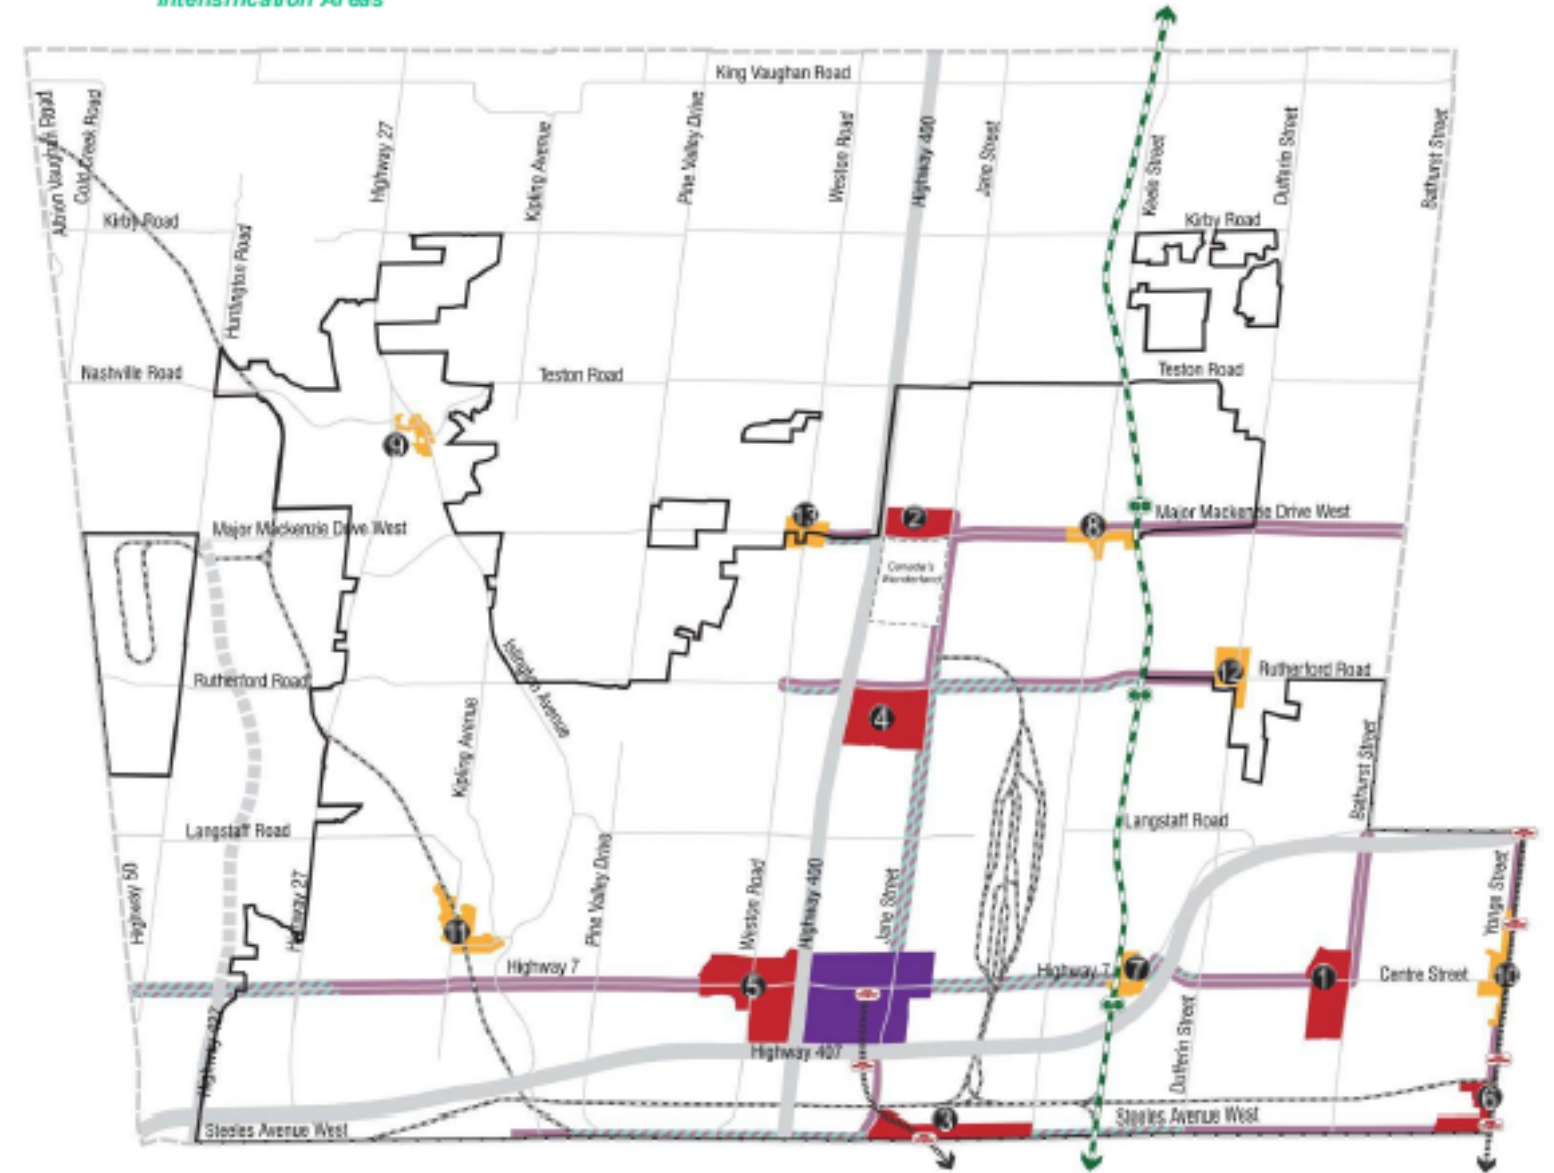 Intensification Areas
King Vaughan Road
Albion Vaughan Road
Cold Creek Road
Highway 27
Kipling Avenue
Pine Valley Drive
Weston Road
Highway 400
Jane Street
Keele Street
Dufferin Street
Bathurst Street
Kirby Road
Kirby Road
Huntington Road
Nashville Road
Teston Road
Teston Road
9
13
2
8
Major Mackenzie Drive West
Major Mackenzie Drive West
Canada's
Wonderland
Rutherford Road
Islington Avenue
12
Rutherford Road
4
Kipling Avenue
Bathurst Street
Langstaff Road
Langstaff Road
Highway 50
Highway 27
11
Pine Valley Drive
Weston Road
Highway 400
Jane Street
Yonge Street
Highway 7
5
Highway 7
7
1
Centre Street
10
Highway 427
Highway 407
Dufferin Street
6
Steeles Avenue West
3
Steeles Avenue West